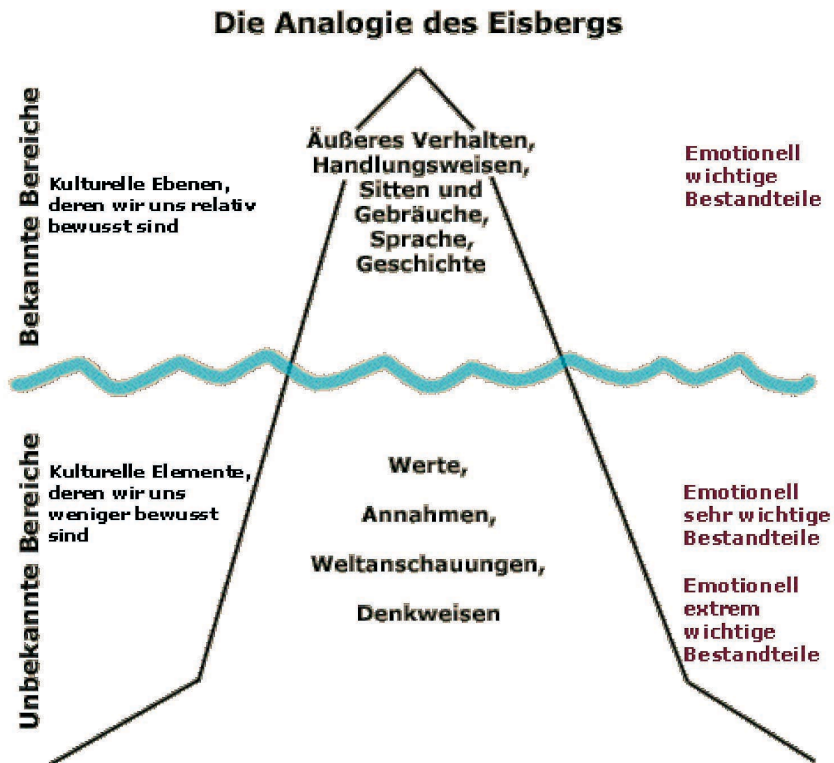 Die Analogie des Eisbergs
Bekannte Bereiche
Kulturelle Ebenen,
deren wir uns relativ
bewusst sind
Äußeres Verhalten,
Handlungsweisen,
Sitten und
Gebräuche,
Sprache,
Geschichte
Emotionell
wichtige
Bestandteile
Unbekannte Bereiche
Kulturelle Elemente,
deren wir uns
weniger bewusst
sind
Werte,
Annahmen,
Weltanschauungen,
Denkweisen
Emotionell
sehr wichtige
Bestandteile
Emotionell
extrem
wichtige
Bestandteile